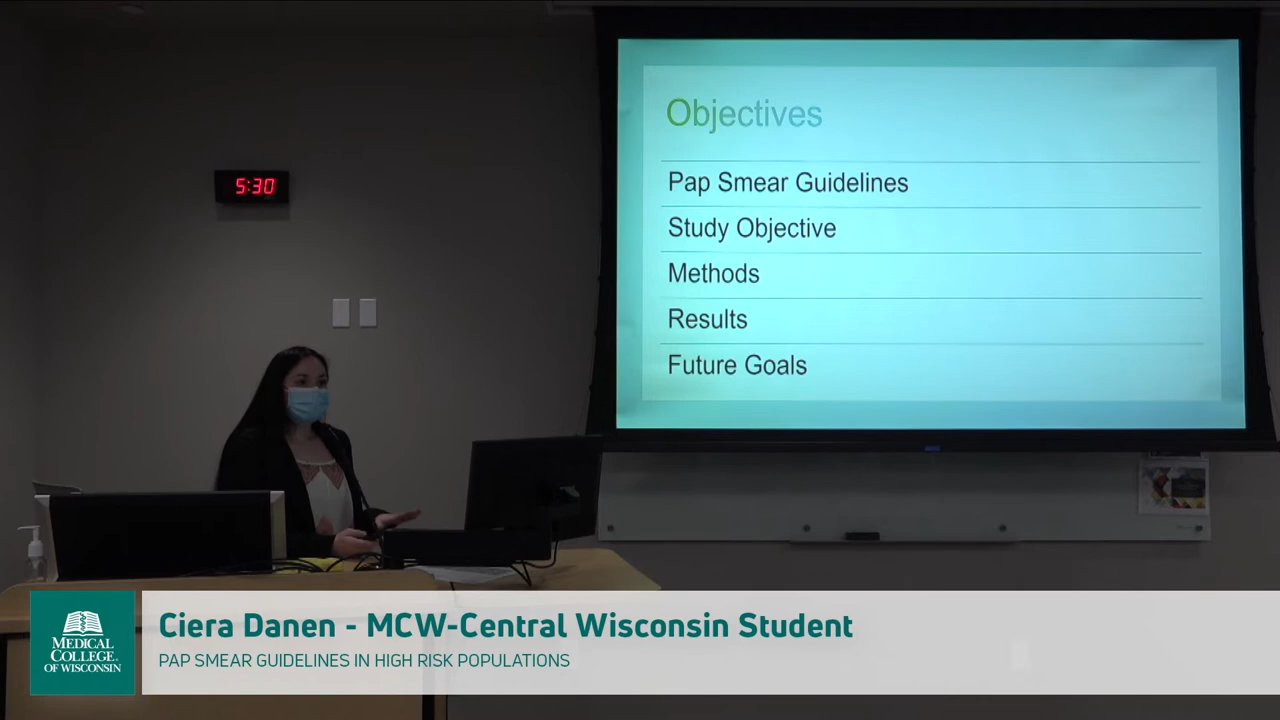 5:30
Objectives
Pap Smear Guidelines
Study Objective
Methods
Results
Future Goals
MEDICAL
COLLEGE
OF WISCONSIN
Ciera Danen - MCW-Central Wisconsin Student
PAP SMEAR GUIDELINES IN HIGH RISK POPULATIONS